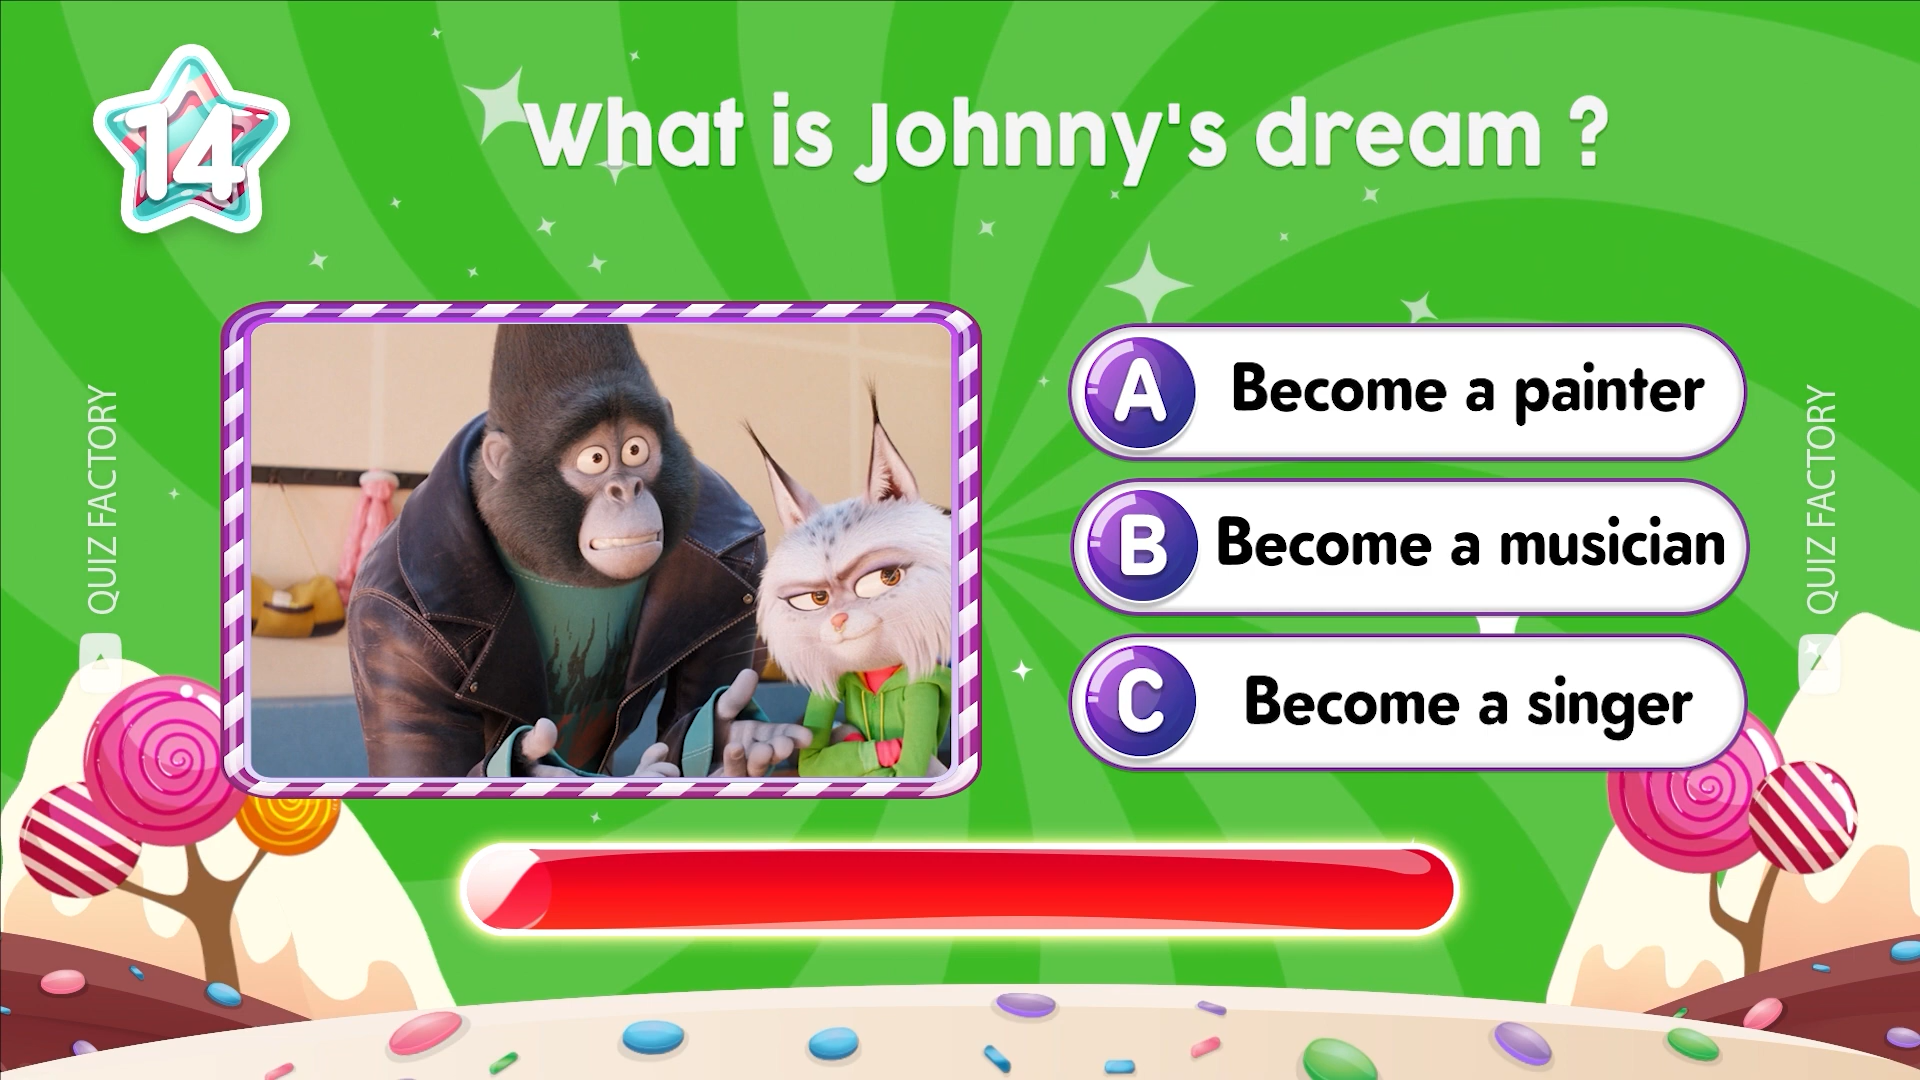 14
What is Johnny's dream ?
QUIZ FACTORY
A Become a painter
B Become a musician
C Become a singer
QUIZ FACTORY